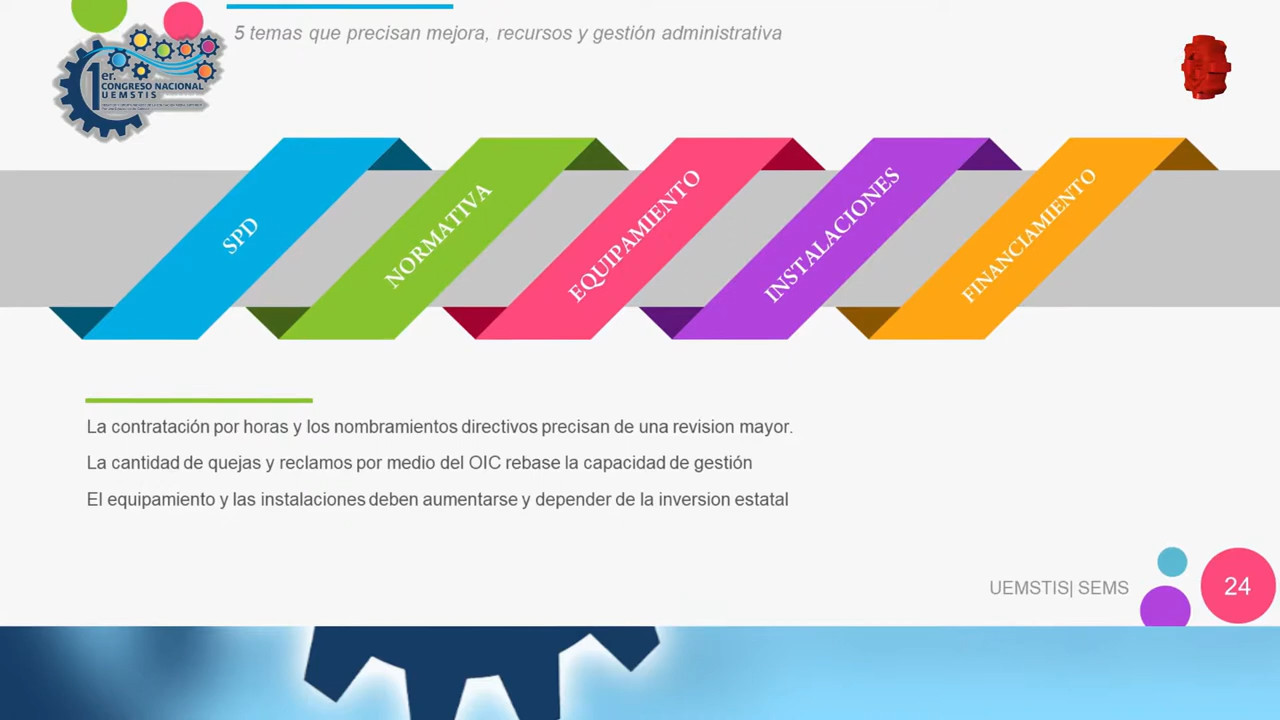 5 temas que precisan mejora, recursos y gestión administrativa
1er.
CONGRESO NACIONAL
UEMSTIS
SPD
NORMATIVA
EQUIPAMIENTO
INSTALACIONES
FINANCIAMIENTO
La contratación por horas y los nombramientos directivos precisan de una revision mayor.
La cantidad de quejas y reclamos por medio del OIC rebase la capacidad de gestión
El equipamiento y las instalaciones deben aumentarse y depender de la inversion estatal
UEMSTIS| SEMS
24